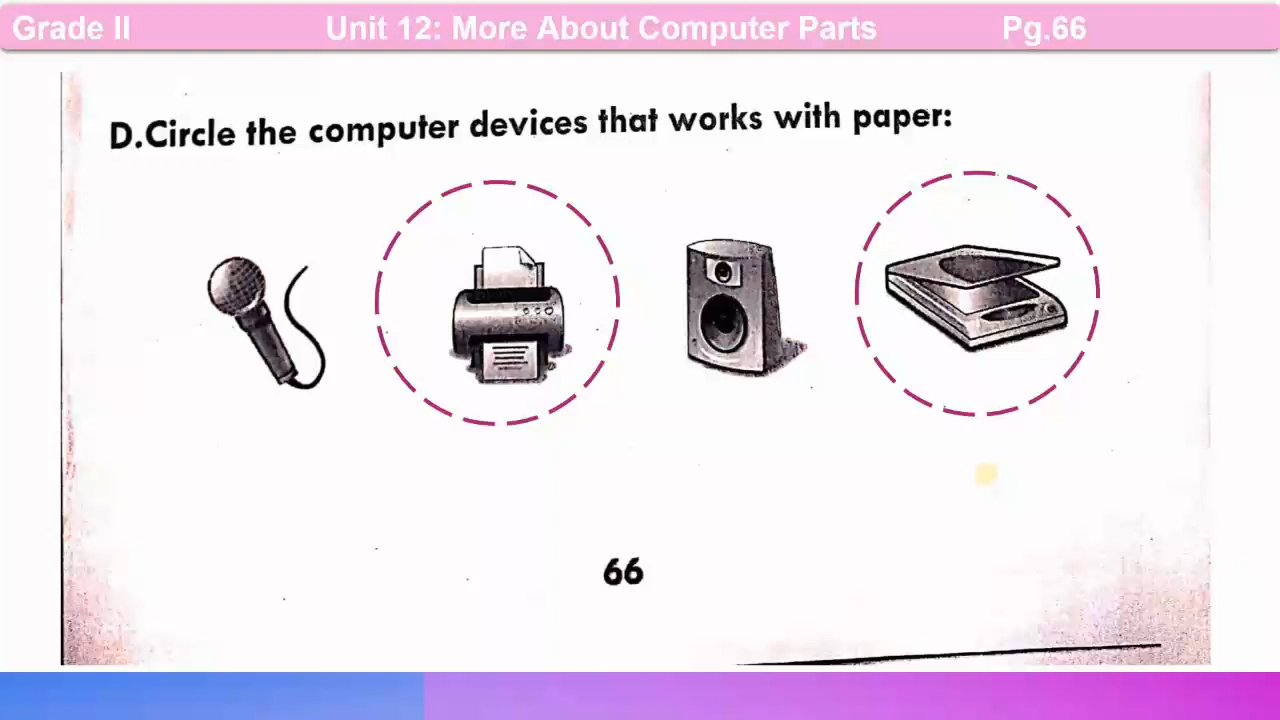 Grade II Unit 12: More About Computer Parts Pg.66
D.Circle the computer devices that works with paper:
66